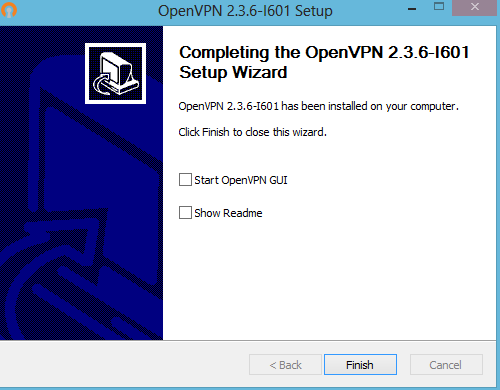 OpenVPN 2.3.6-I601 Setup
Completing the OpenVPN 2.3.6-I601
Setup Wizard
OpenVPN 2.3.6-I601 has been installed on your computer.
Click Finish to close this wizard.
Start OpenVPN GUI
Show Readme
< Back
Finish
Cancel